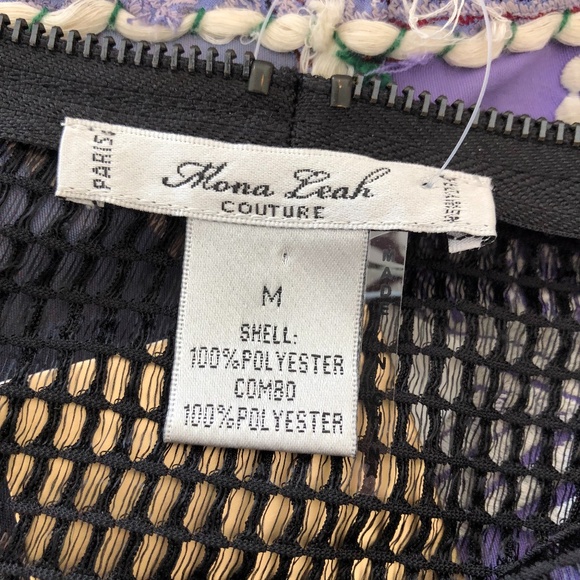 PARIS
Mona Leah
COUTURE
M
SHELL:
100%POLYESTER
COMBO
100%POLYESTER
MADE